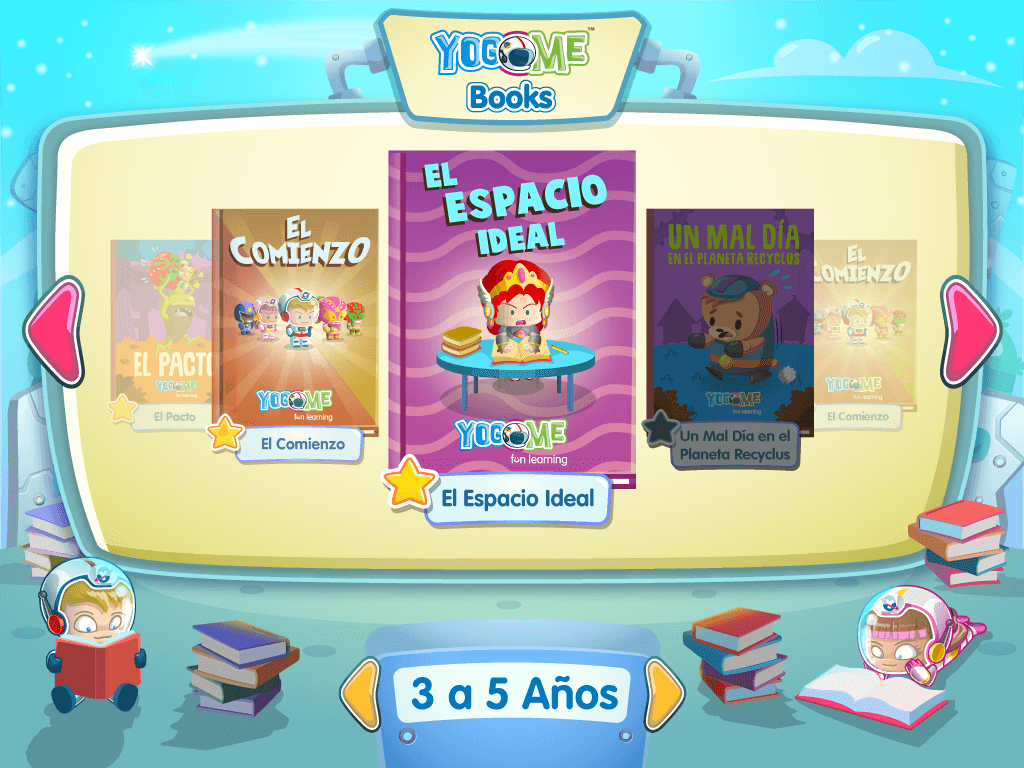 YOGOME™
Books
EL
ESPACIO
IDEAL
YOGOME
fun learning
El Espacio Ideal
EL
COMIENZO
YOGOME
fun learning
El Comienzo
UN MAL DÍA
EN EL PLANETA RECYCLUS
YOGOME
fun learning
Un Mal Día en el
Planeta Recyclus
EL PACTO
YOGOME
El Pacto
EL
COMIENZO
YOGOME
fun learning
El Comienzo
3 a 5 Años